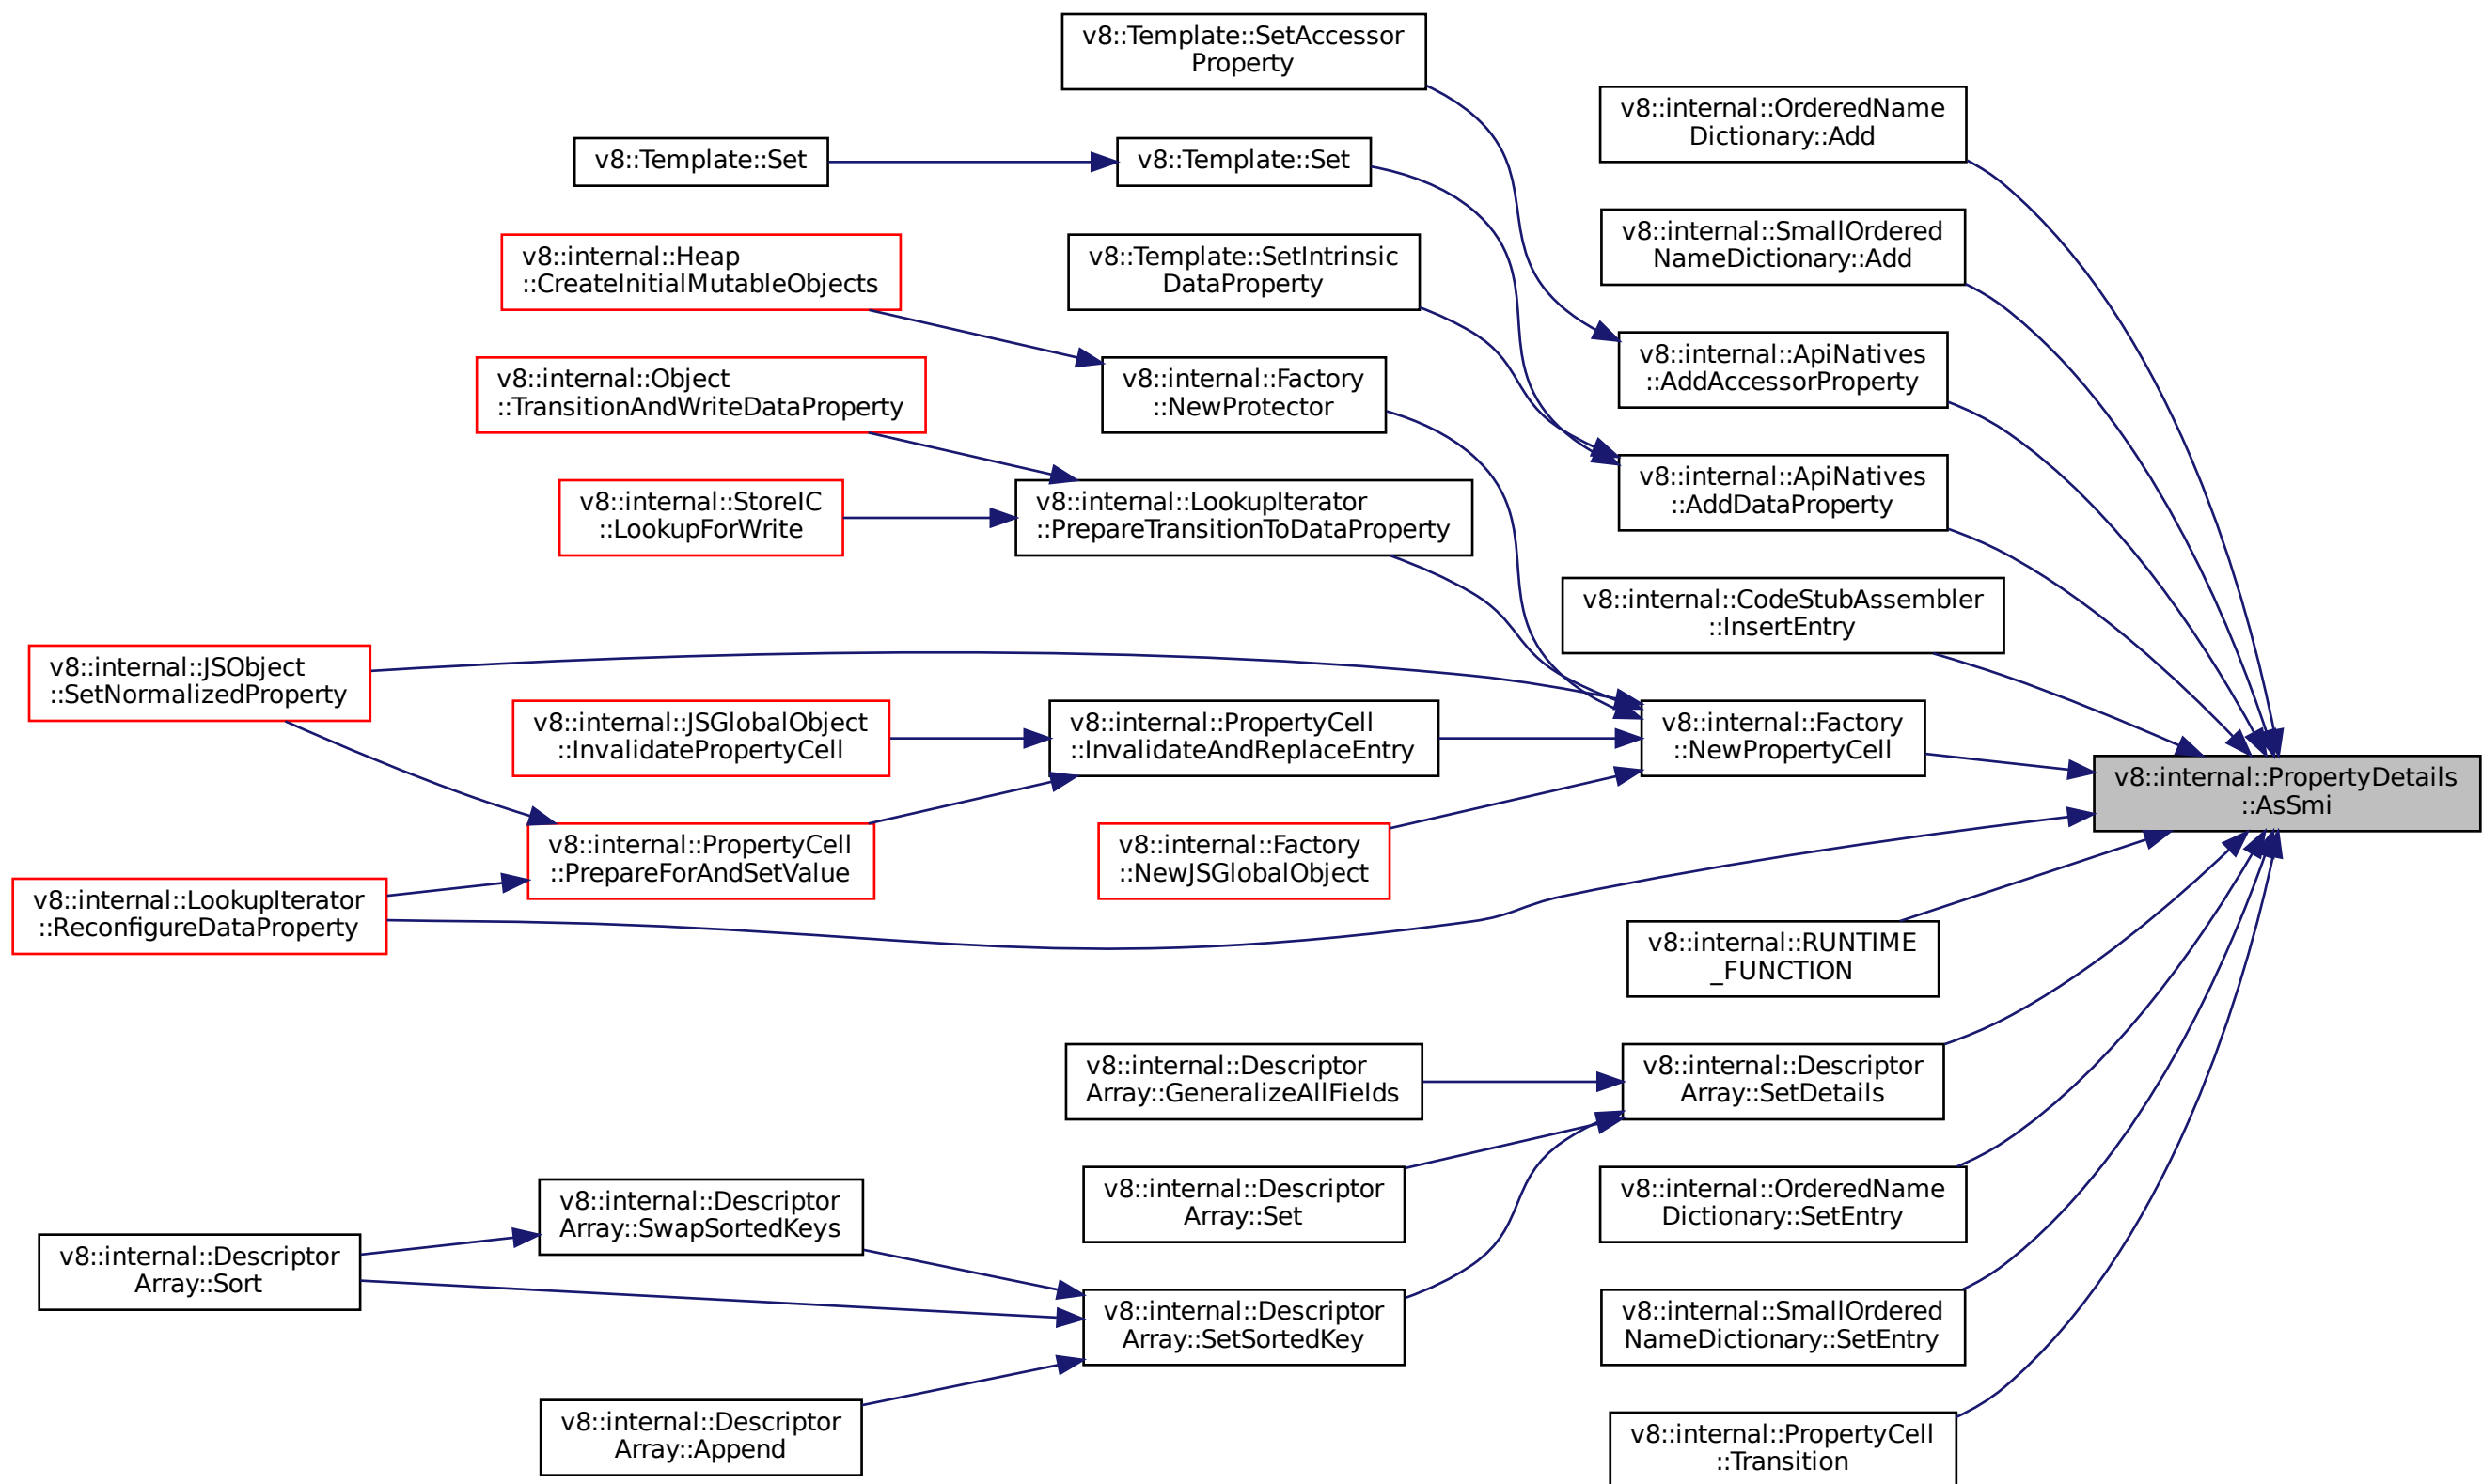 v8::Template::SetAccessor
Property
v8::internal::OrderedName
Dictionary::Add
v8::Template::Set
v8::Template::Set
v8::internal::SmallOrdered
NameDictionary::Add
v8::internal::Heap
::CreateInitialMutableObjects
v8::Template::SetIntrinsic
DataProperty
v8::internal::ApiNatives
::AddAccessorProperty
v8::internal::Object
::TransitionAndWriteDataProperty
v8::internal::Factory
::NewProtector
v8::internal::ApiNatives
::AddDataProperty
v8::internal::StoreIC
::LookupForWrite
v8::internal::LookupIterator
::PrepareTransitionToDataProperty
v8::internal::CodeStubAssembler
::InsertEntry
v8::internal::JSObject
::SetNormalizedProperty
v8::internal::JSGlobalObject
::InvalidatePropertyCell
v8::internal::PropertyCell
::InvalidateAndReplaceEntry
v8::internal::Factory
::NewPropertyCell
v8::internal::PropertyDetails
::AsSmi
v8::internal::PropertyCell
::PrepareForAndSetValue
v8::internal::Factory
::NewJSGlobalObject
v8::internal::LookupIterator
::ReconfigureDataProperty
v8::internal::RUNTIME
_FUNCTION
v8::internal::Descriptor
Array::GeneralizeAllFields
v8::internal::Descriptor
Array::SetDetails
v8::internal::Descriptor
Array::Set
v8::internal::OrderedName
Dictionary::SetEntry
v8::internal::Descriptor
Array::SwapSortedKeys
v8::internal::Descriptor
Array::Sort
v8::internal::Descriptor
Array::SetSortedKey
v8::internal::SmallOrdered
NameDictionary::SetEntry
v8::internal::Descriptor
Array::Append
v8::internal::PropertyCell
::Transition